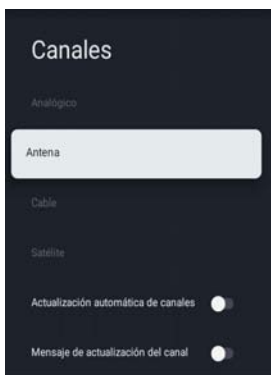 Canales
Analógico
Antena
Cable
Satélite
Actualización automática de canales
Mensaje de actualización del canal